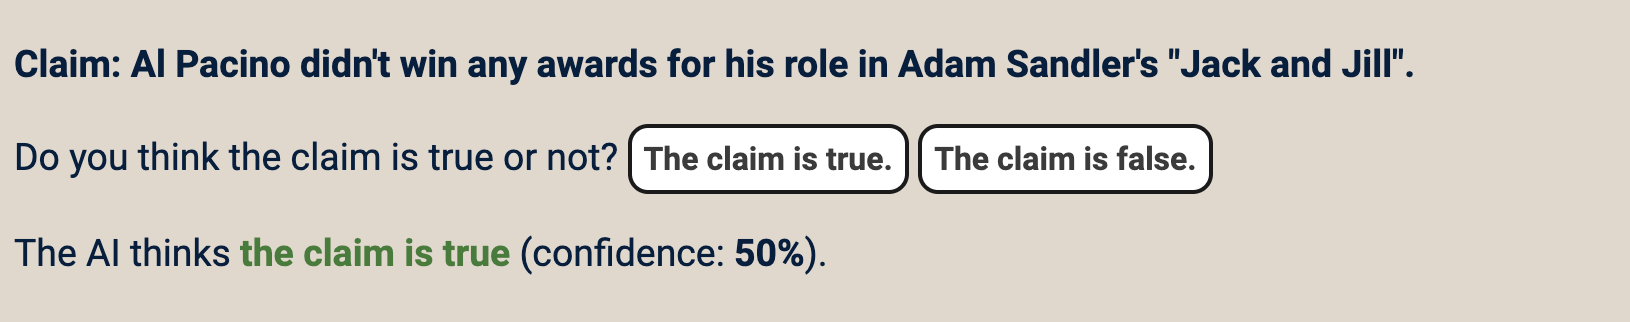 Claim: Al Pacino didn't win any awards for his role in Adam Sandler's "Jack and Jill".
Do you think the claim is true or not? The claim is true. The claim is false.
The AI thinks the claim is true (confidence: 50%).